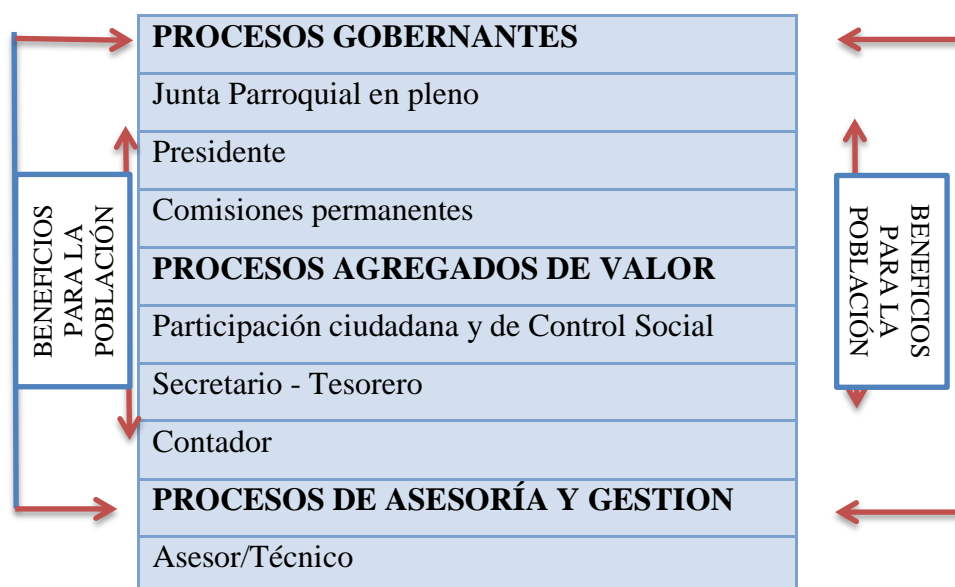 PROCESOS GOBERNANTES
Junta Parroquial en pleno
Presidente
Comisiones permanentes
PROCESOS AGREGADOS DE VALOR
Participación ciudadana y de Control Social
Secretario - Tesorero
Contador
PROCESOS DE ASESORÍA Y GESTION
Asesor/Técnico
BENEFICIOS
PARA LA
POBLACIÓN
BENEFICIOS
PARA LA
POBLACIÓN